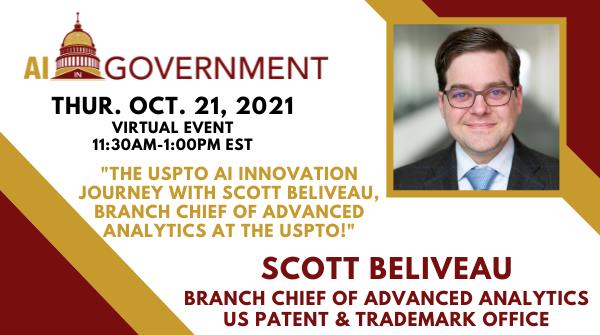 AI IN GOVERNMENT
THUR. OCT. 21, 2021
VIRTUAL EVENT
11:30AM-1:00PM EST
"THE USPTO AI INNOVATION
JOURNEY WITH SCOTT BELIVEAU,
BRANCH CHIEF OF ADVANCED
ANALYTICS AT THE USPTO!"
SCOTT BELIVEAU
BRANCH CHIEF OF ADVANCED ANALYTICS
US PATENT & TRADEMARK OFFICE